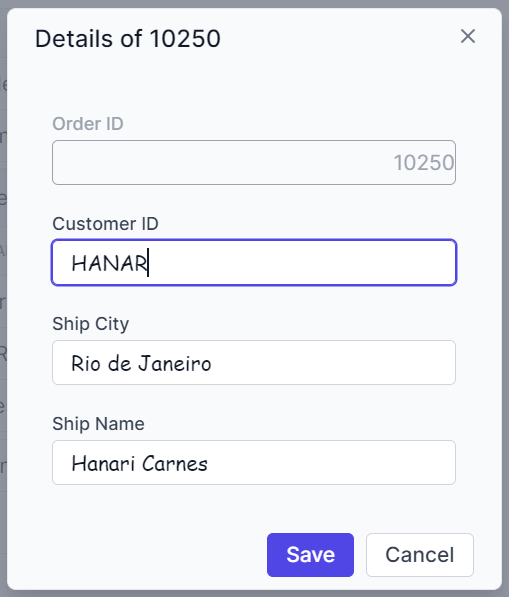 Details of 10250
Order ID
10250
Customer ID
HANAR
Ship City
Rio de Janeiro
Ship Name
Hanari Carnes
Save Cancel